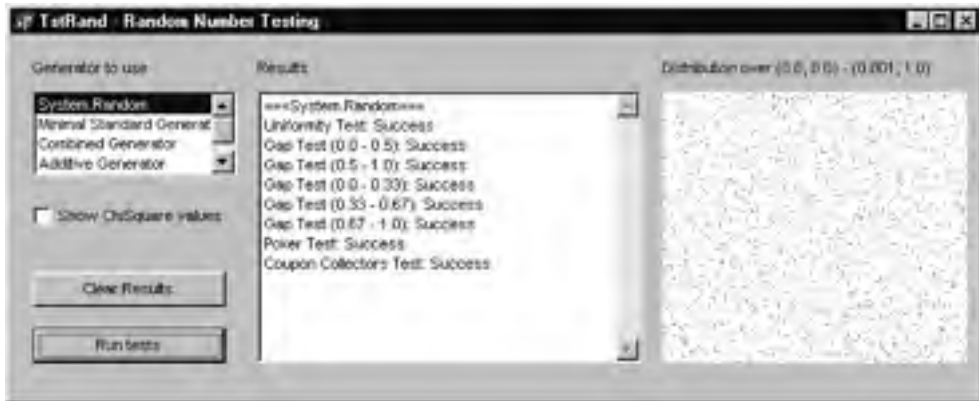 TstRand - Random Number Testing
Generator to use
System.Random
Minimal Standard Generat
Combined Generator
Additive Generator
Show ChiSquare values
Clear Results
Run tests
Results
===System.Random===
Uniformity Test: Success
Gap Test (0.0 - 0.5): Success
Gap Test (0.5 - 1.0): Success
Gap Test (0.0 - 0.33): Success
Gap Test (0.33 - 0.67): Success
Gap Test (0.67 - 1.0): Success
Poker Test: Success
Coupon Collectors Test: Success
Distribution over (0.0, 0.0) - (0.001, 1.0)